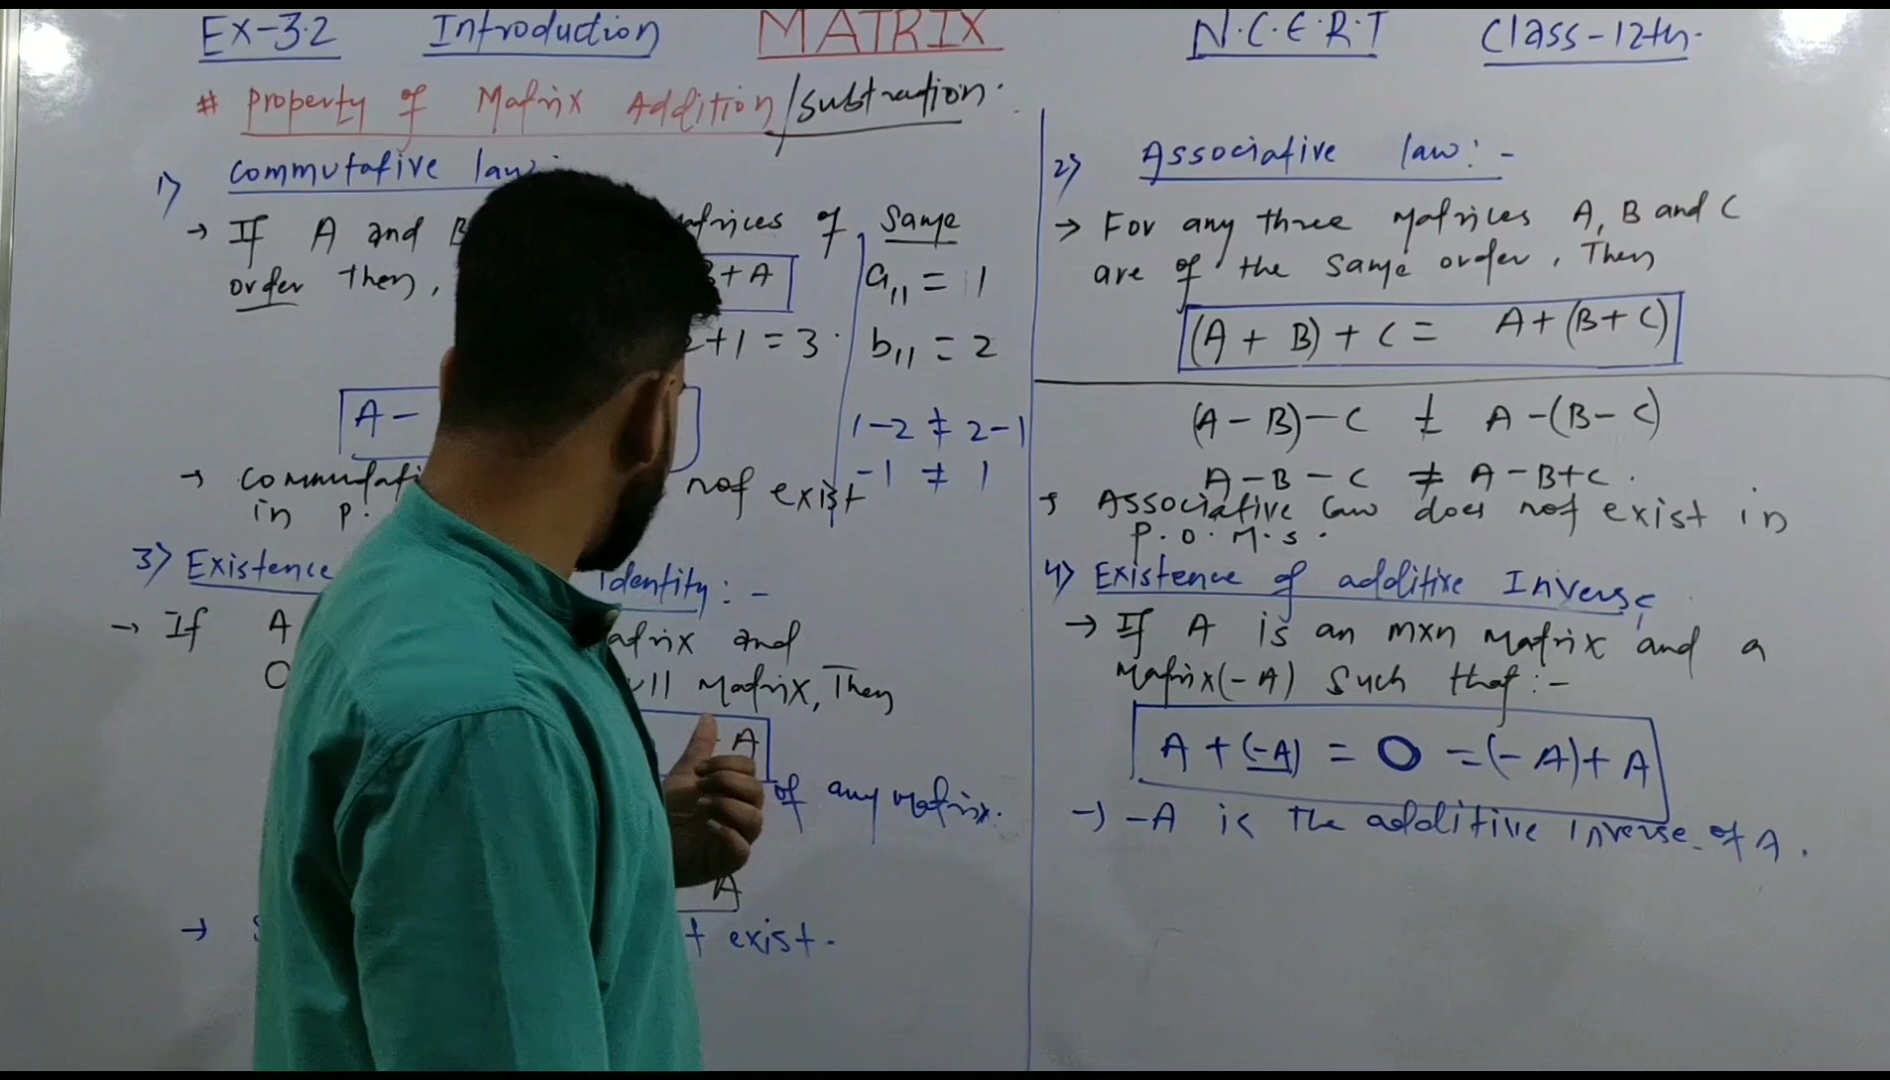 Ex-3.2 Introduction MATRIX N.C.E.R.T Class-12th.
# Property of Matrix Addition/Subtraction.
1) Commutative law:
→ If A and B matrices of same
order then, B + A
2+1 = 3.
a11 = 1
b11 = 2
1-2 ≠ 2-1
-1 ≠ 1
A -
→ Commutati not exist
in P.
3) Existence Identity: -
→ If A matrix and
O null Matrix, Then
A
of any matrix.
A
→ S t exist.
2) Associative law: -
→ For any three matrices A, B and C
are of the same order, Then
(A + B) + C = A + (B + C)
(A - B) - C ≠ A - (B - C)
A - B - C ≠ A - B + C.
→ Associative law does not exist in
P.O.M.S.
4) Existence of additive Inverse
→ If A is an mxn matrix and a
matrix (-A) such that: -
A + (-A) = O = (-A) + A
→ -A is the additive inverse of A.